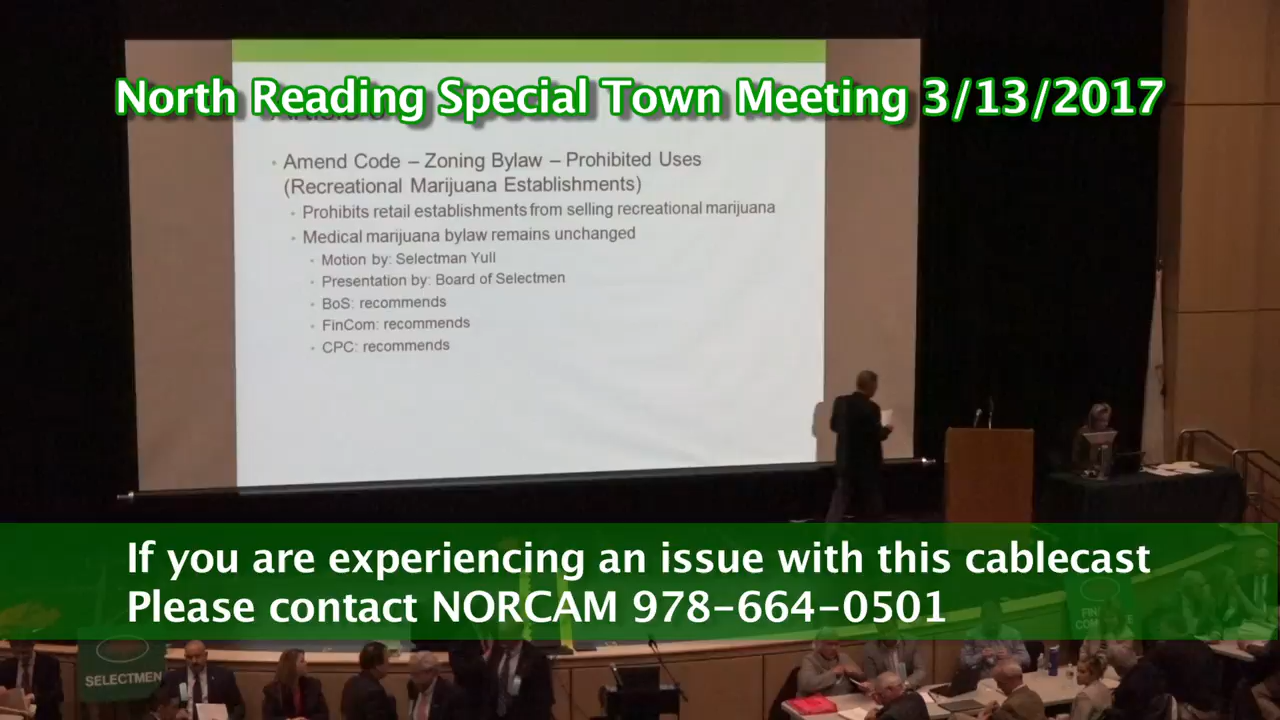 North Reading Special Town Meeting 3/13/2017
Amend Code – Zoning Bylaw – Prohibited Uses
(Recreational Marijuana Establishments)
Prohibits retail establishments from selling recreational marijuana
Medical marijuana bylaw remains unchanged
Motion by: Selectman Yull
Presentation by: Board of Selectmen
BoS: recommends
FinCom: recommends
CPC: recommends
If you are experiencing an issue with this cablecast
Please contact NORCAM 978-664-0501
SELECTMEN